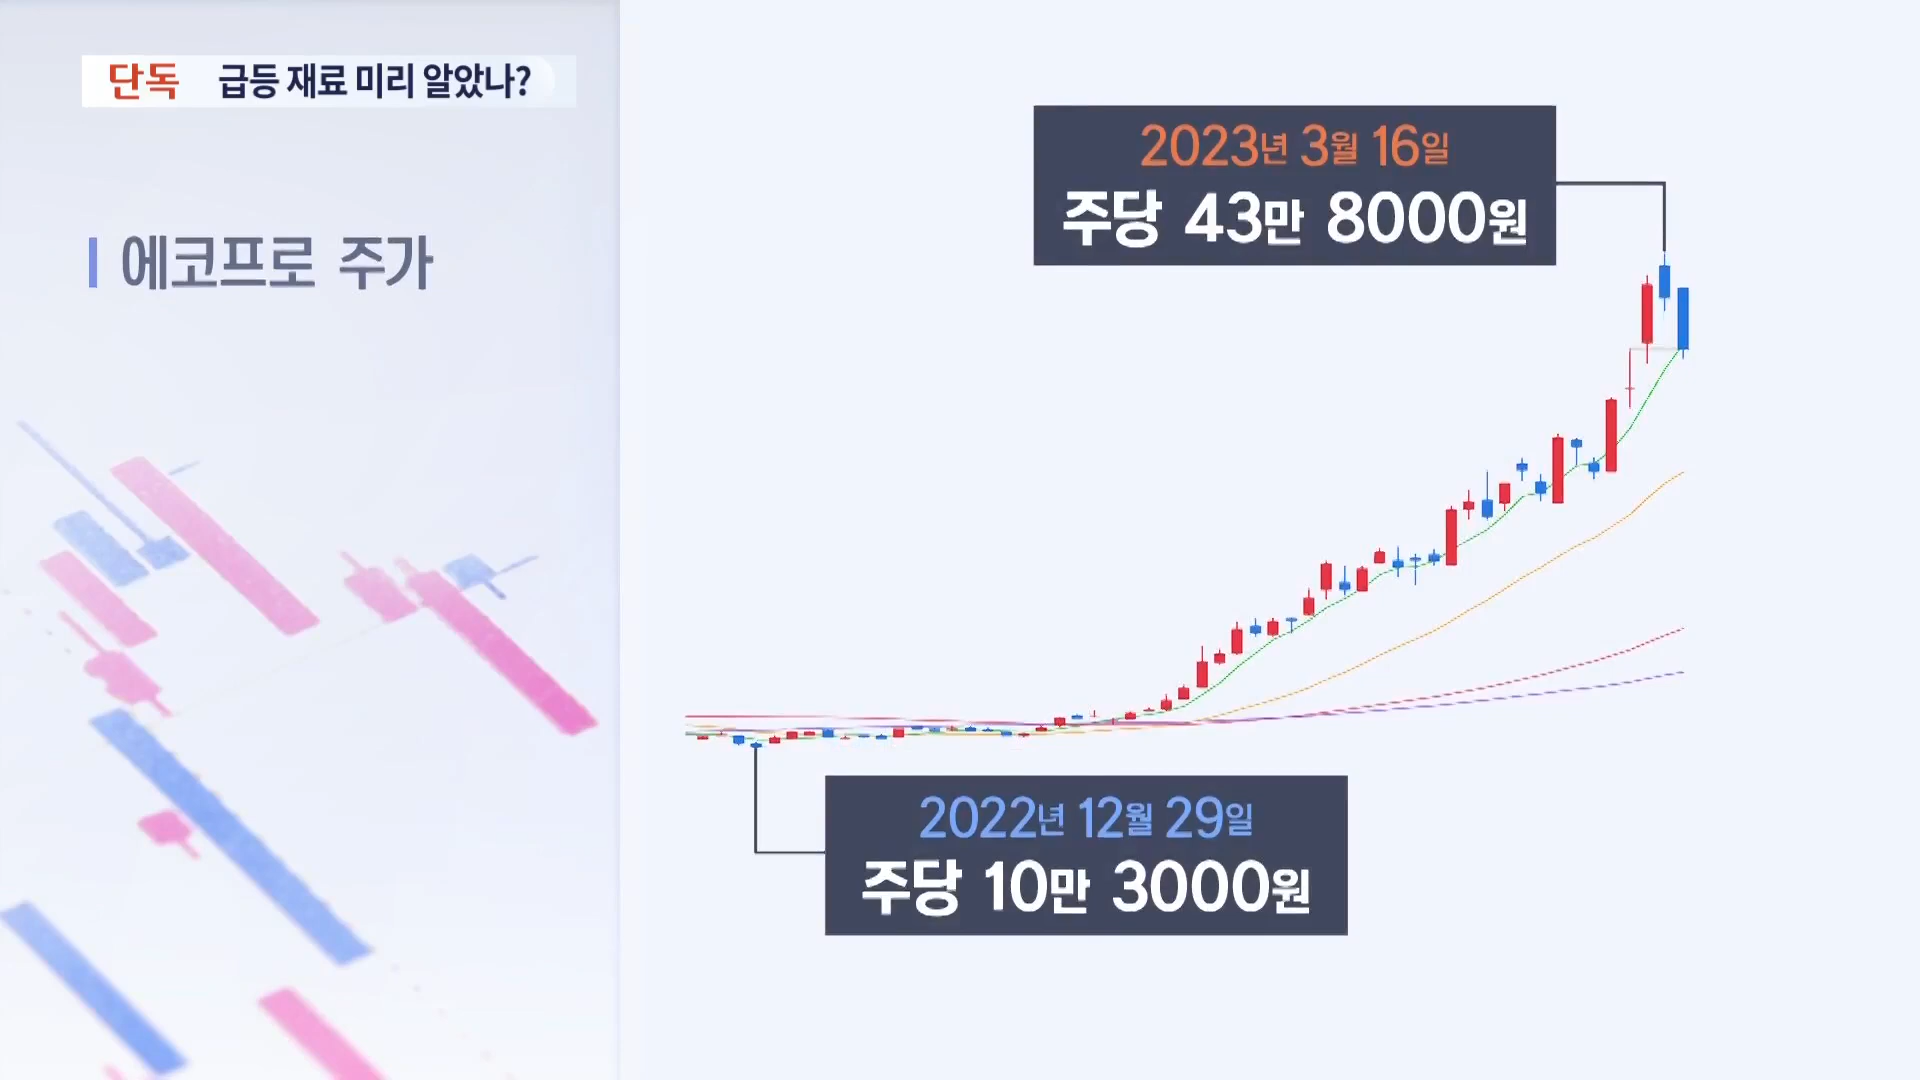 단독 급등 재료 미리 알았나?
에코프로 주가
2023년 3월 16일
주당 43만 8000원
2022년 12월 29일
주당 10만 3000원